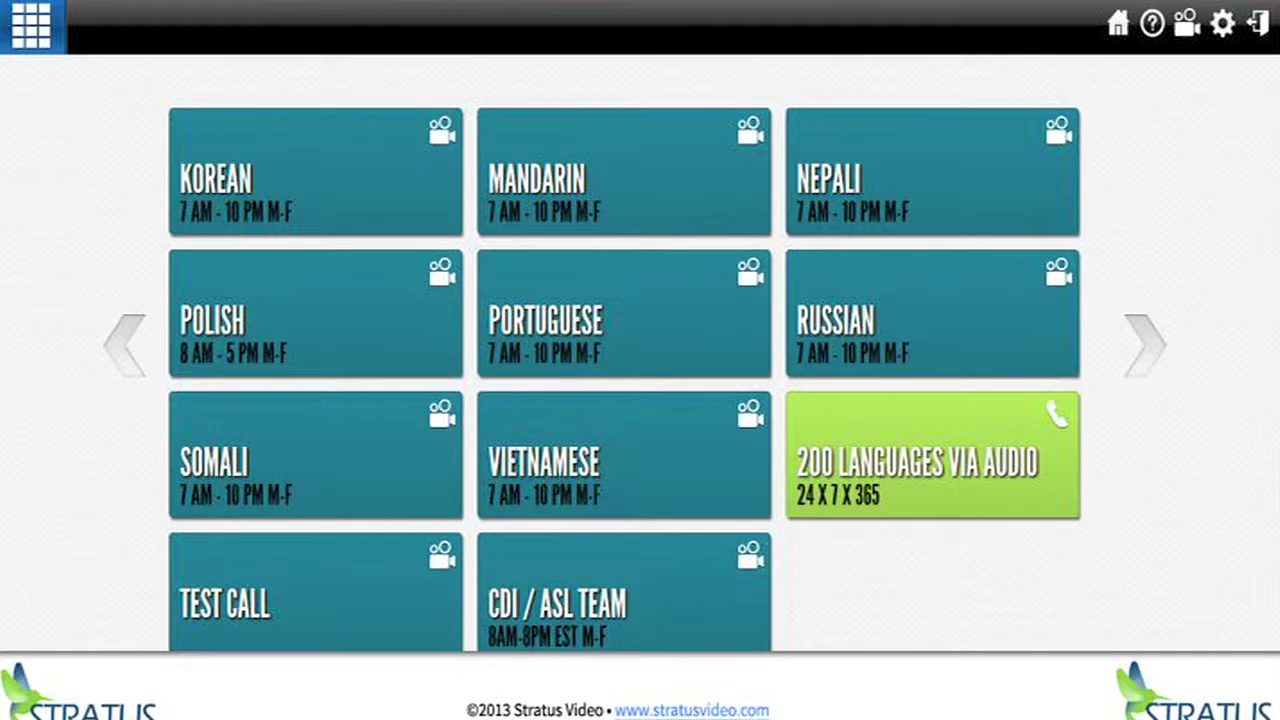 KOREAN
7 AM - 10 PM M-F
MANDARIN
7 AM - 10 PM M-F
NEPALI
7 AM - 10 PM M-F
POLISH
8 AM - 5 PM M-F
PORTUGUESE
7 AM - 10 PM M-F
RUSSIAN
7 AM - 10 PM M-F
SOMALI
7 AM - 10 PM M-F
VIETNAMESE
7 AM - 10 PM M-F
200 LANGUAGES VIA AUDIO
24 X 7 X 365
TEST CALL
CDI / ASL TEAM
8AM-8PM EST M-F
STRATUS
©2013 Stratus Video • www.stratusvideo.com
STRATUS